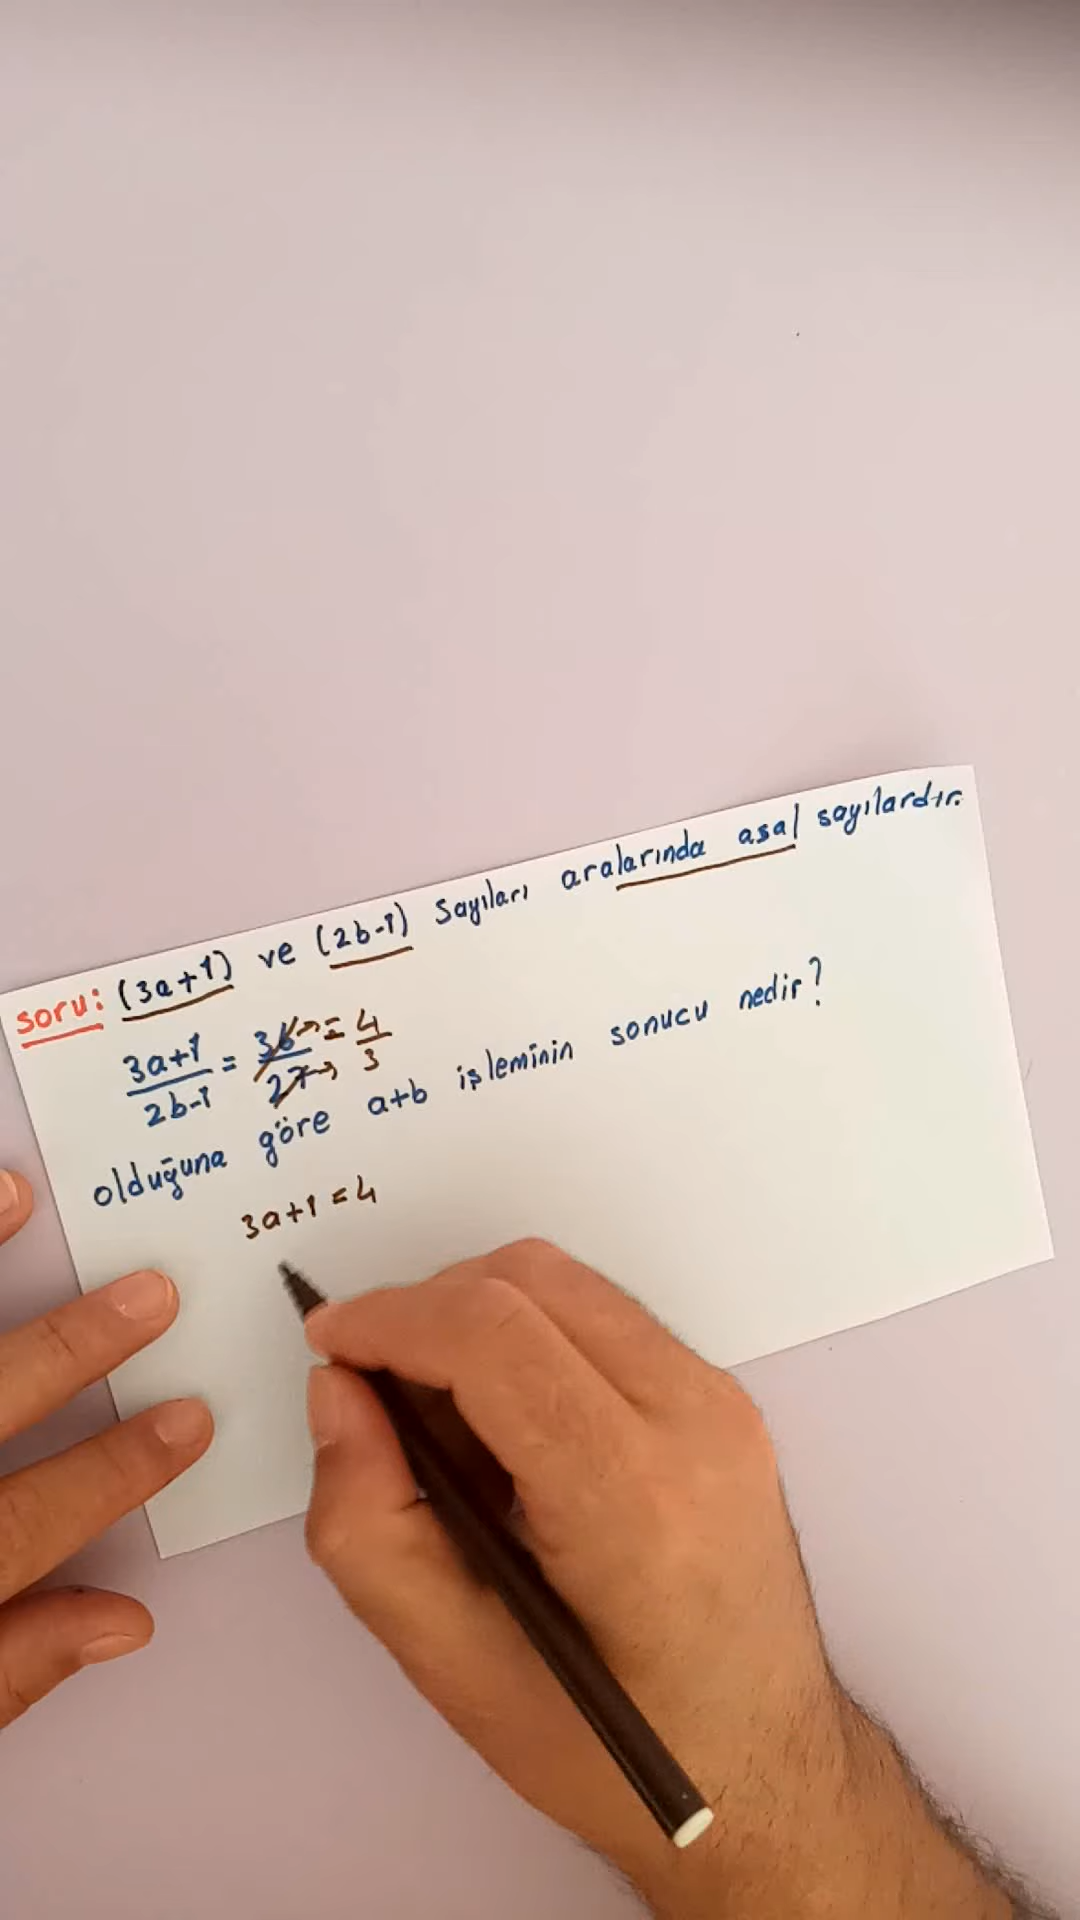 soru: (3a+1) ve (2b-1) sayıları aralarında asal sayılardır.
3a+1/2b-1 = 36/27 = 4/3
olduğuna göre a+b işleminin sonucu nedir?
3a+1=4